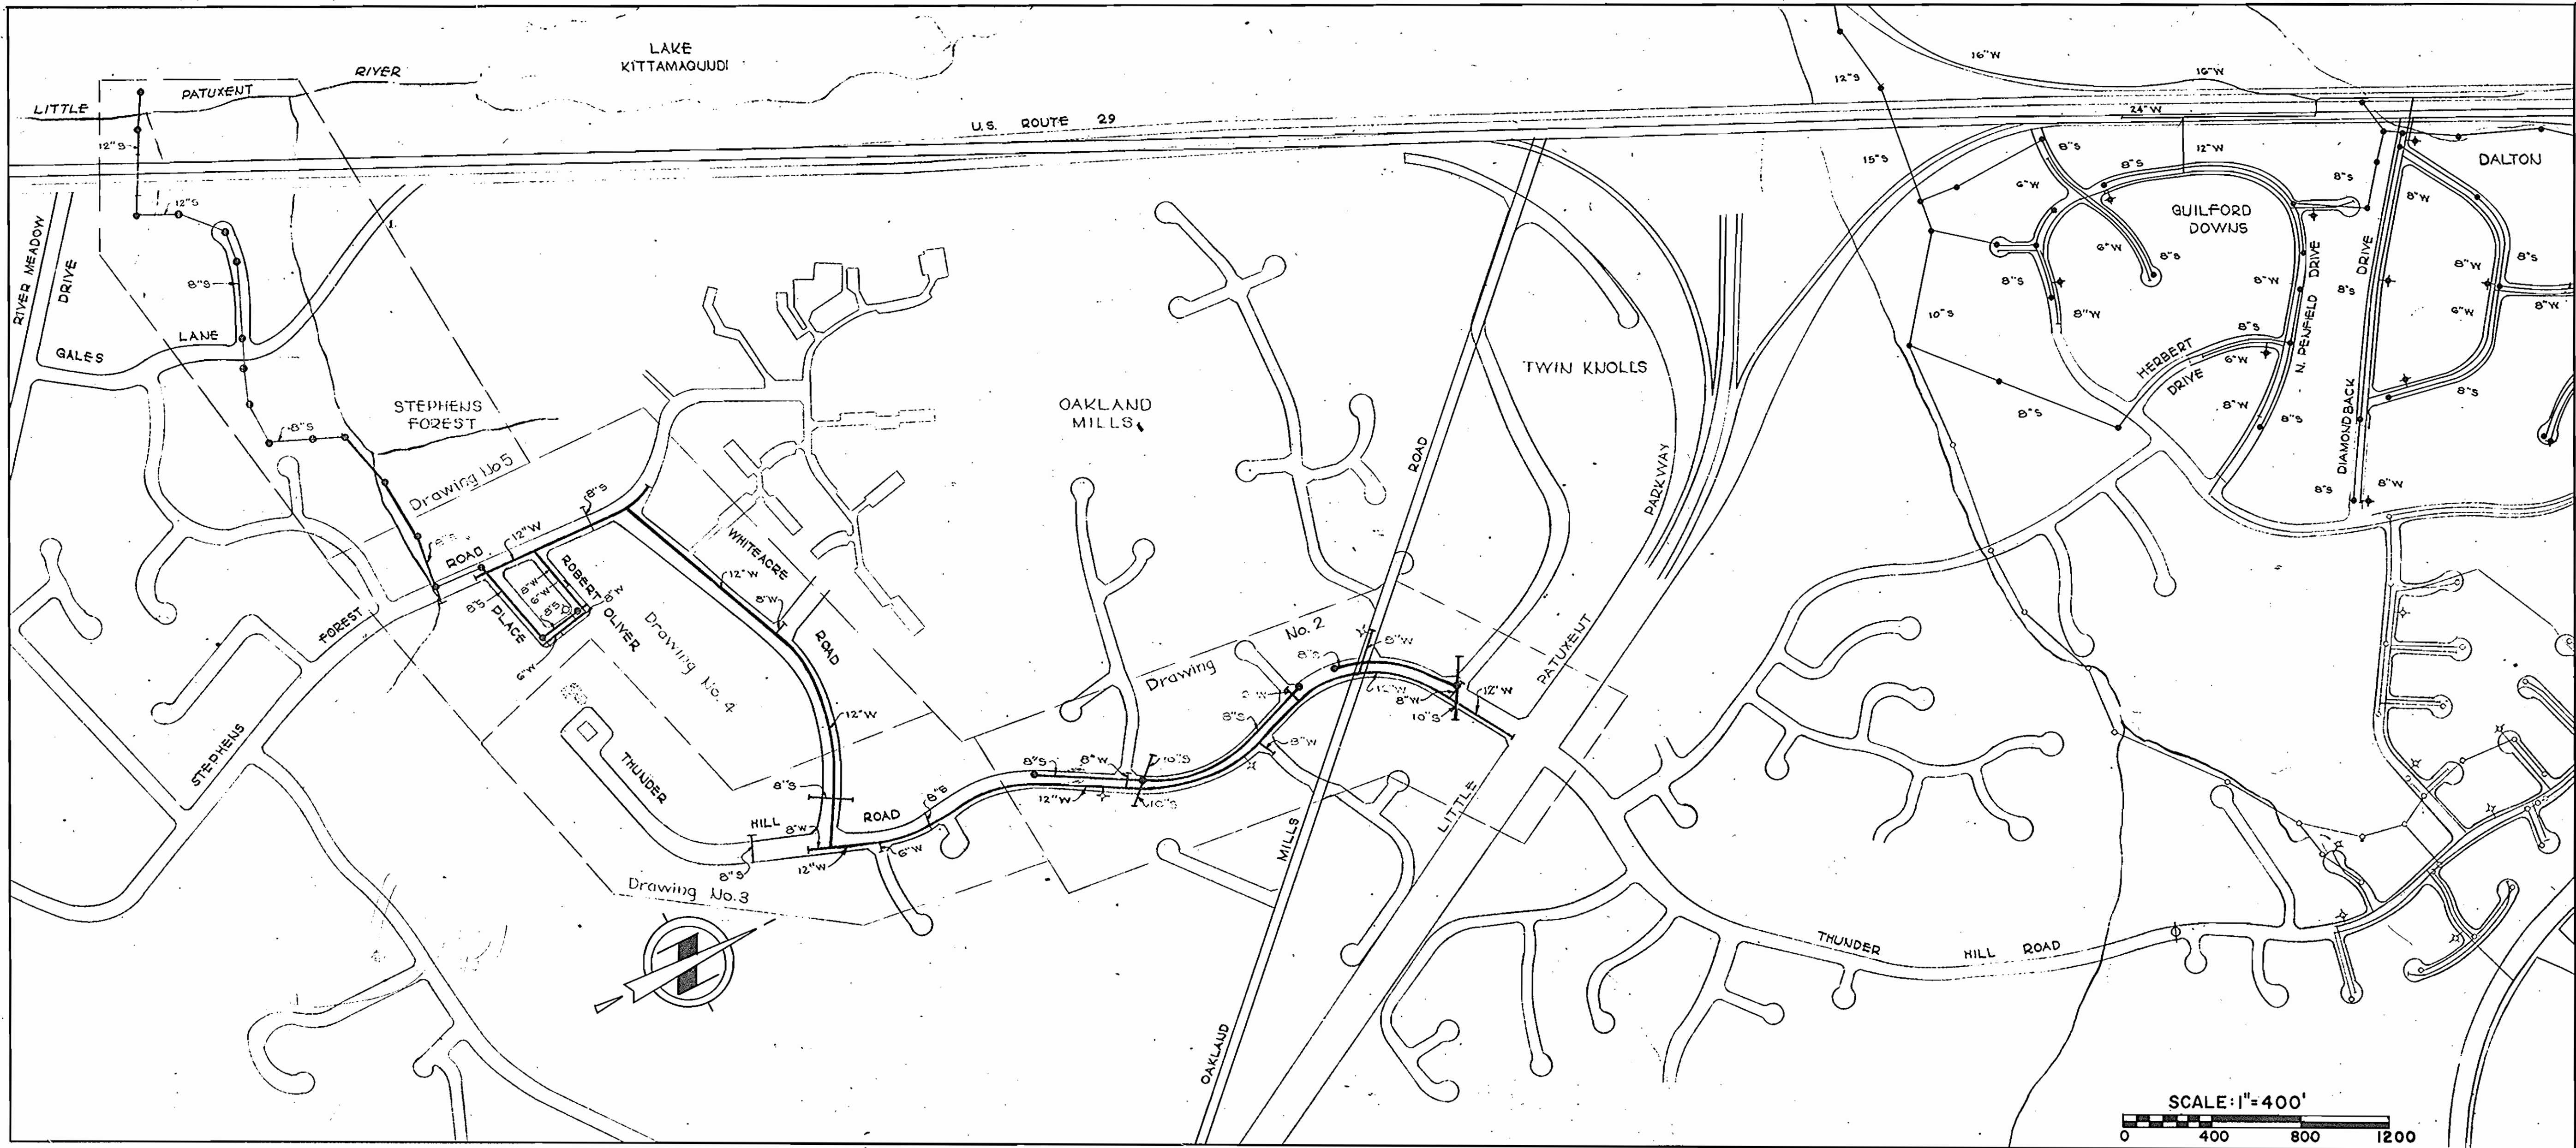 LAKE
KITTAMAQUNDI
LITTLE
PATUXENT
RIVER
U.S. ROUTE 29
12"S
16"W
16"W
24"W
12"S
12"S
15"S
8"S
8"S
12"W
6"W
8"S
DALTON
8"W
GUILFORD
DOWNS
6"W
8"S
8"S
8"W
8"W
N. PENFIELD DRIVE
DIAMONDBACK DRIVE
8"S
8"W
8"S
6"W
8"W
10"S
8"S
HERBERT
DRIVE
6"W
8"W
8"S
8"S
8"S
8"W
8"S
RIVER MEADOW
DRIVE
8"S
GALES
LANE
STEPHENS
FOREST
8"S
Drawing No 5
OAKLAND
MILLS
TWIN KNOLLS
ROAD
PARKWAY
8"S
12"W
ROAD
8"S
WHITEACRE
12"W
8"W
ROAD
8"W
6"W
8"S
ROBERT OLIVER
PLACE
8"S
8"W
6"W
FOREST
STEPHENS
Drawing No. 4
12"W
Drawing No. 2
8"S
8"W
12"W
8"W
12"W
10"S
PATUXENT
8"W
8"S
8"W
THUNDER
HILL
ROAD
8"S
8"W
8"S
12"W
6"W
8"S
8"S
8"W
10"S
12"W
10"S
Drawing No. 3
MILLS
LITTLE
OAKLAND
THUNDER
HILL
ROAD
SCALE: 1"=400'
0 400 800 1200